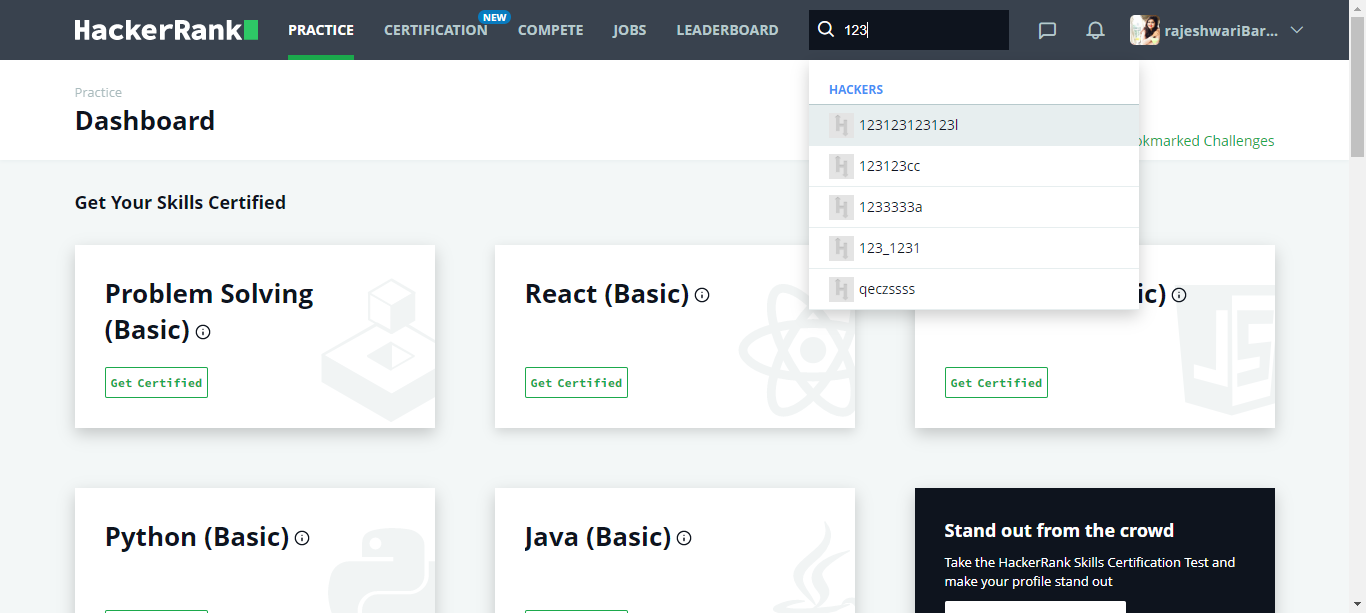 HackerRank
PRACTICE
CERTIFICATION
NEW
COMPETE
JOBS
LEADERBOARD
123
rajeshwariBar...
Practice
Dashboard
HACKERS
123123123123l
123123cc
1233333a
123_1231
qeczssss
okmarked Challenges
Get Your Skills Certified
Problem Solving
(Basic)
Get Certified
React (Basic)
Get Certified
ic)
JS
Get Certified
Python (Basic)
Java (Basic)
Stand out from the crowd
Take the HackerRank Skills Certification Test and
make your profile stand out